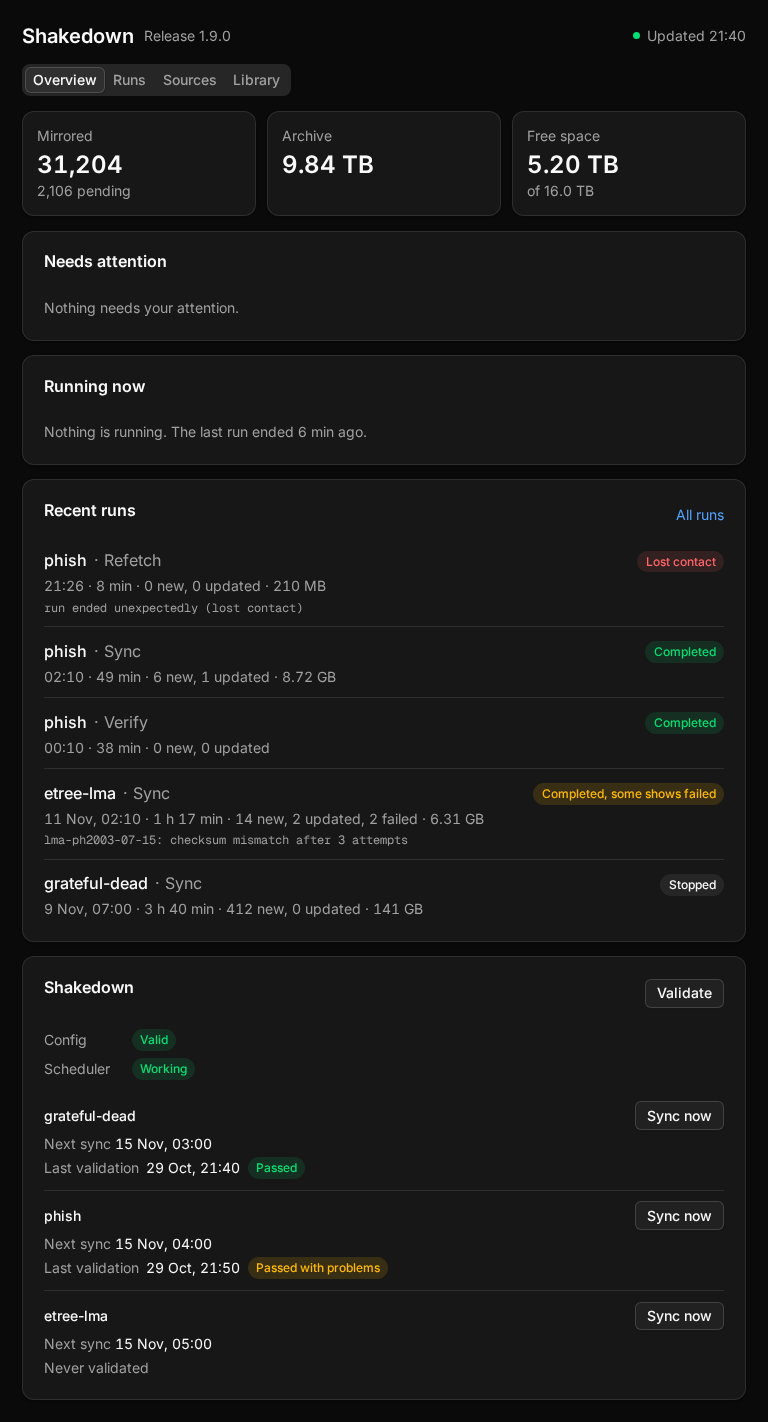 Shakedown Release 1.9.0 Updated 21:40
Overview Runs Sources Library
Mirrored Archive Free space
31,204 9.84 TB 5.20 TB
2,106 pending of 16.0 TB
Needs attention
Nothing needs your attention.
Running now
Nothing is running. The last run ended 6 min ago.
Recent runs All runs
phish · Refetch Lost contact
21:26 · 8 min · 0 new, 0 updated · 210 MB
run ended unexpectedly (lost contact)
phish · Sync Completed
02:10 · 49 min · 6 new, 1 updated · 8.72 GB
phish · Verify Completed
00:10 · 38 min · 0 new, 0 updated
etree-lma · Sync Completed, some shows failed
11 Nov, 02:10 · 1 h 17 min · 14 new, 2 updated, 2 failed · 6.31 GB
lma-ph2003-07-15: checksum mismatch after 3 attempts
grateful-dead · Sync Stopped
9 Nov, 07:00 · 3 h 40 min · 412 new, 0 updated · 141 GB
Shakedown Validate
Config Valid
Scheduler Working
grateful-dead Sync now
Next sync 15 Nov, 03:00
Last validation 29 Oct, 21:40 Passed
phish Sync now
Next sync 15 Nov, 04:00
Last validation 29 Oct, 21:50 Passed with problems
etree-lma Sync now
Next sync 15 Nov, 05:00
Never validated